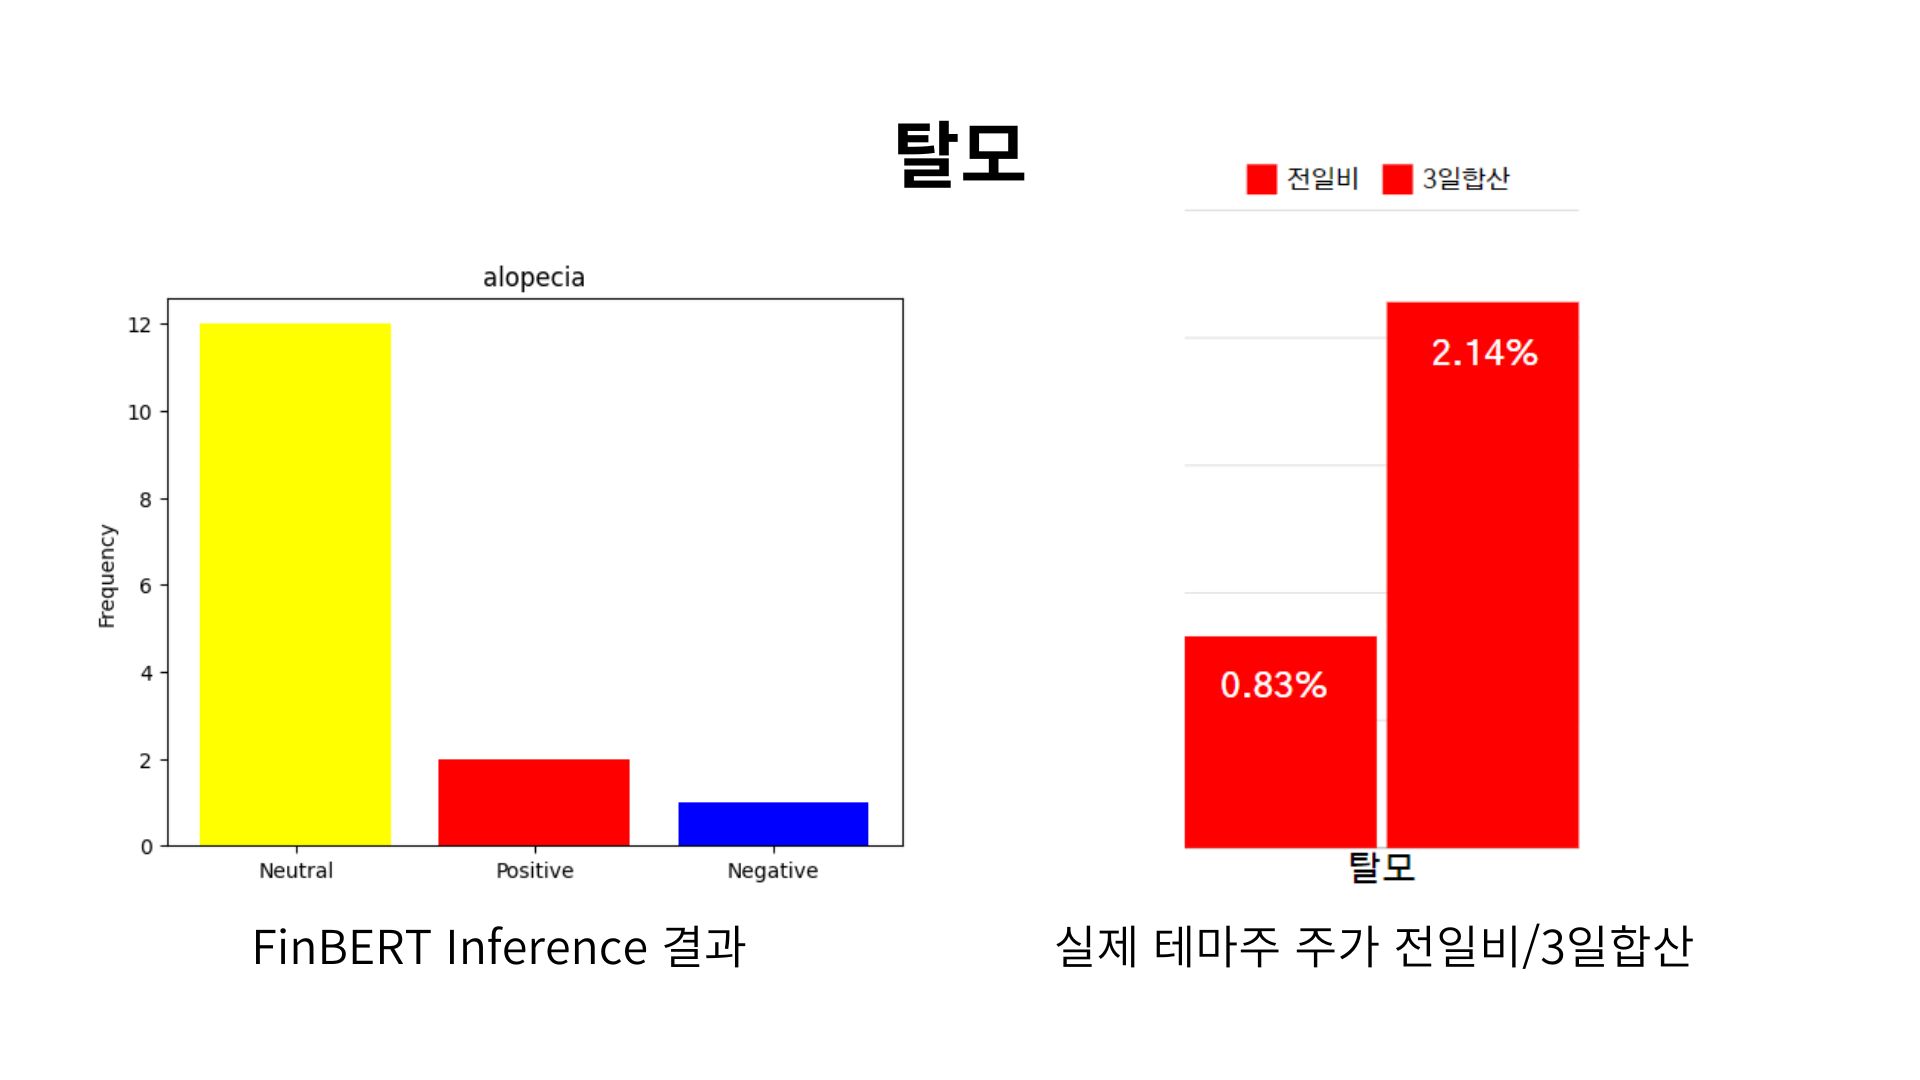 탈모
alopecia
Frequency
12
10
8
6
4
2
0
Neutral Positive Negative
FinBERT Inference 결과
전일비 3일합산
2.14%
0.83%
탈모
실제 테마주 주가 전일비/3일합산